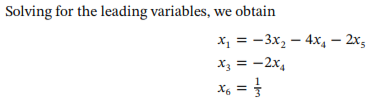 Solving for the leading variables, we obtain
x₁ = −3x₂ − 4x₄ − 2x₅
x₃ = −2x₄
x₆ = 1/3